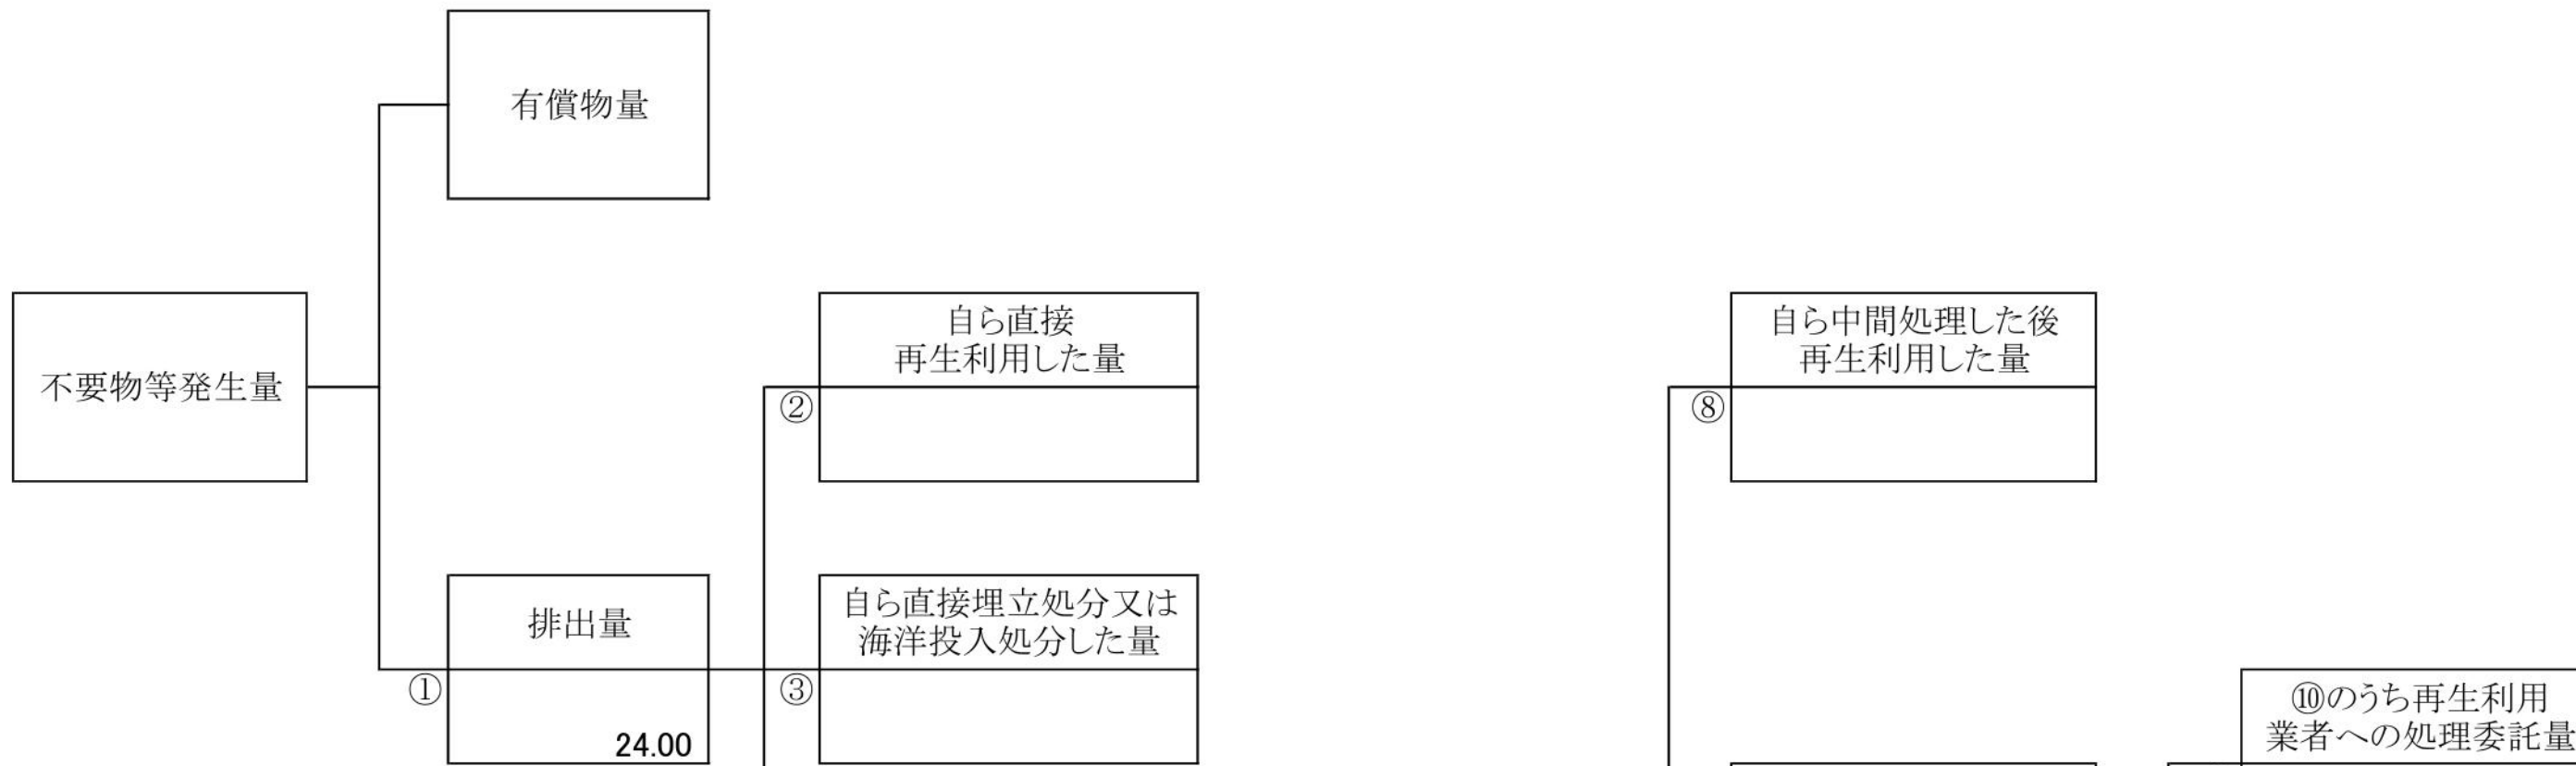 有償物量
不要物等発生量
自ら直接
再生利用した量
②
自ら中間処理した後
再生利用した量
⑧
排出量
①
24.00
自ら直接埋立処分又は
海洋投入処分した量
③
⑩のうち再生利用
業者への処理委託量